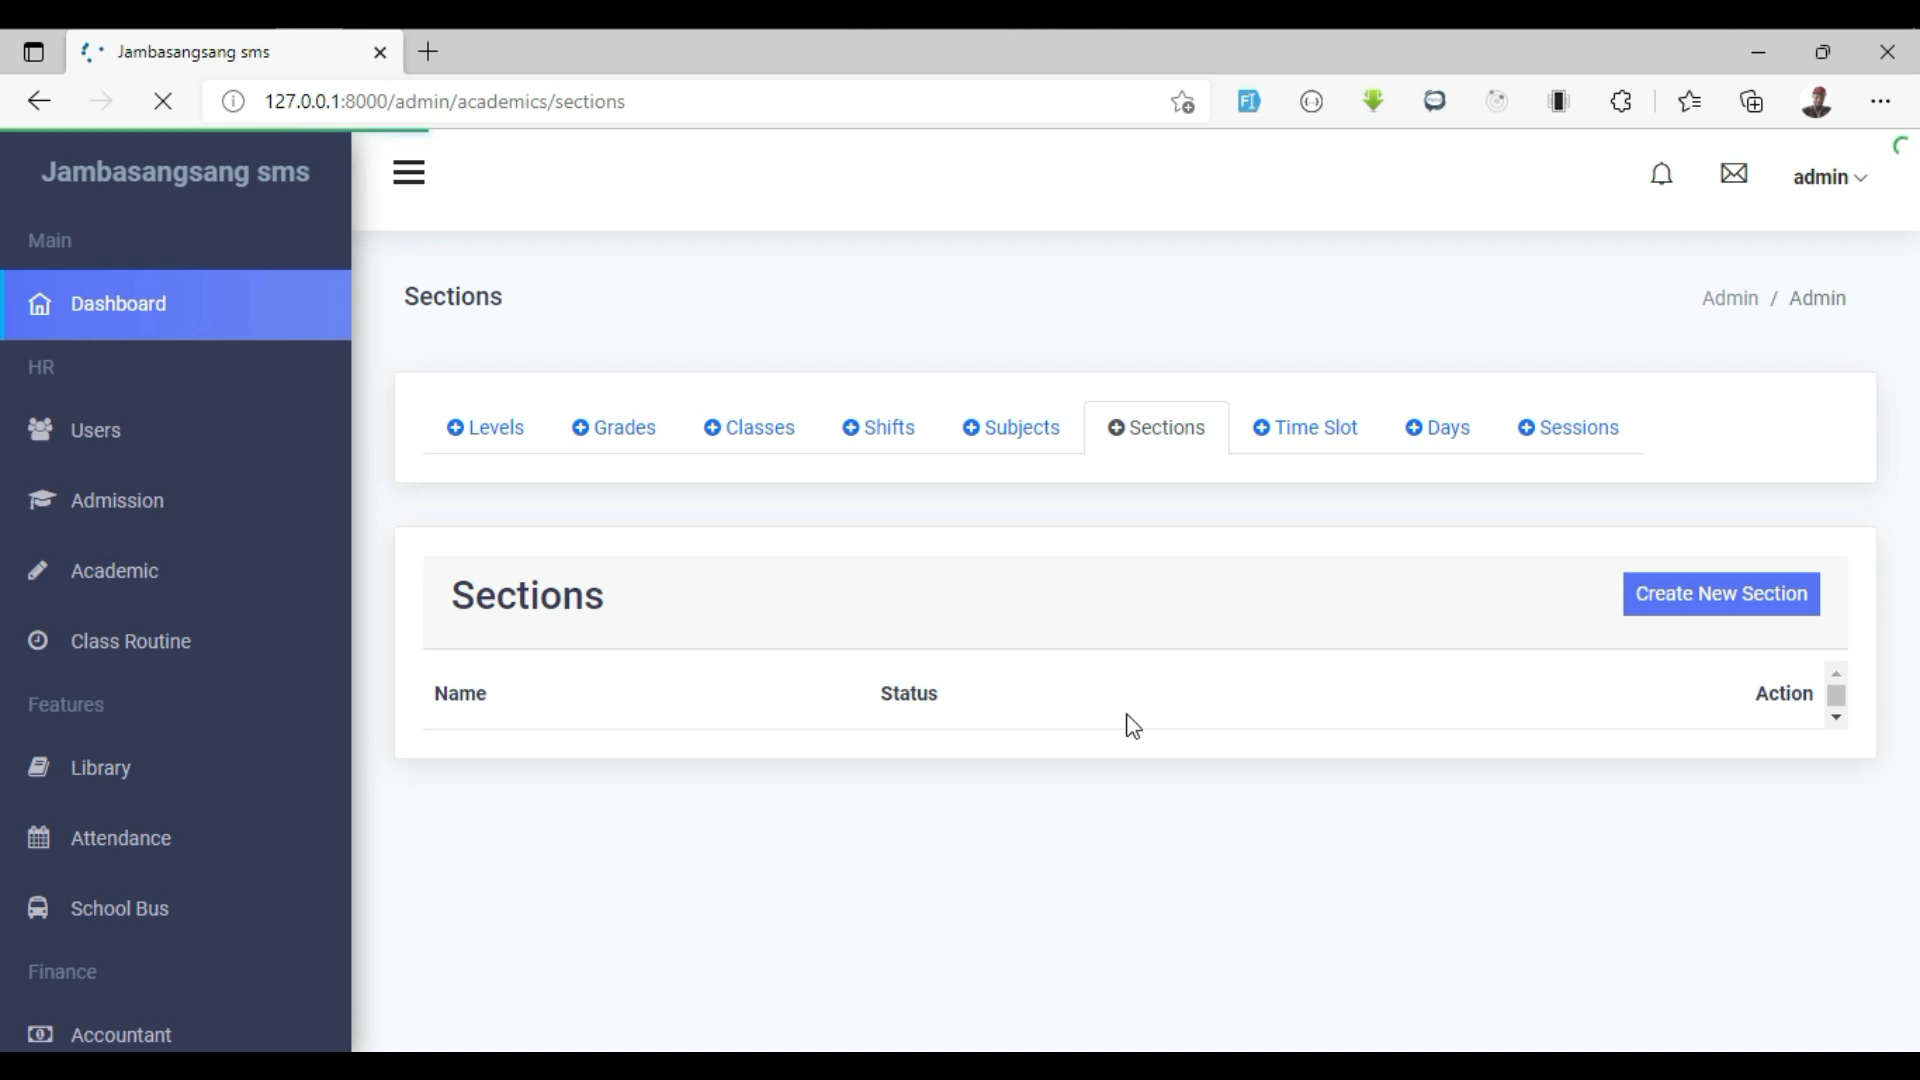 Jambasangsang sms
127.0.0.1:8000/admin/academics/sections
Jambasangsang sms
admin
Main
Dashboard
HR
Users
Admission
Academic
Class Routine
Features
Library
Attendance
School Bus
Finance
Accountant
Sections
Admin / Admin
Levels Grades Classes Shifts Subjects Sections Time Slot Days Sessions
Sections
Create New Section
Name Status Action